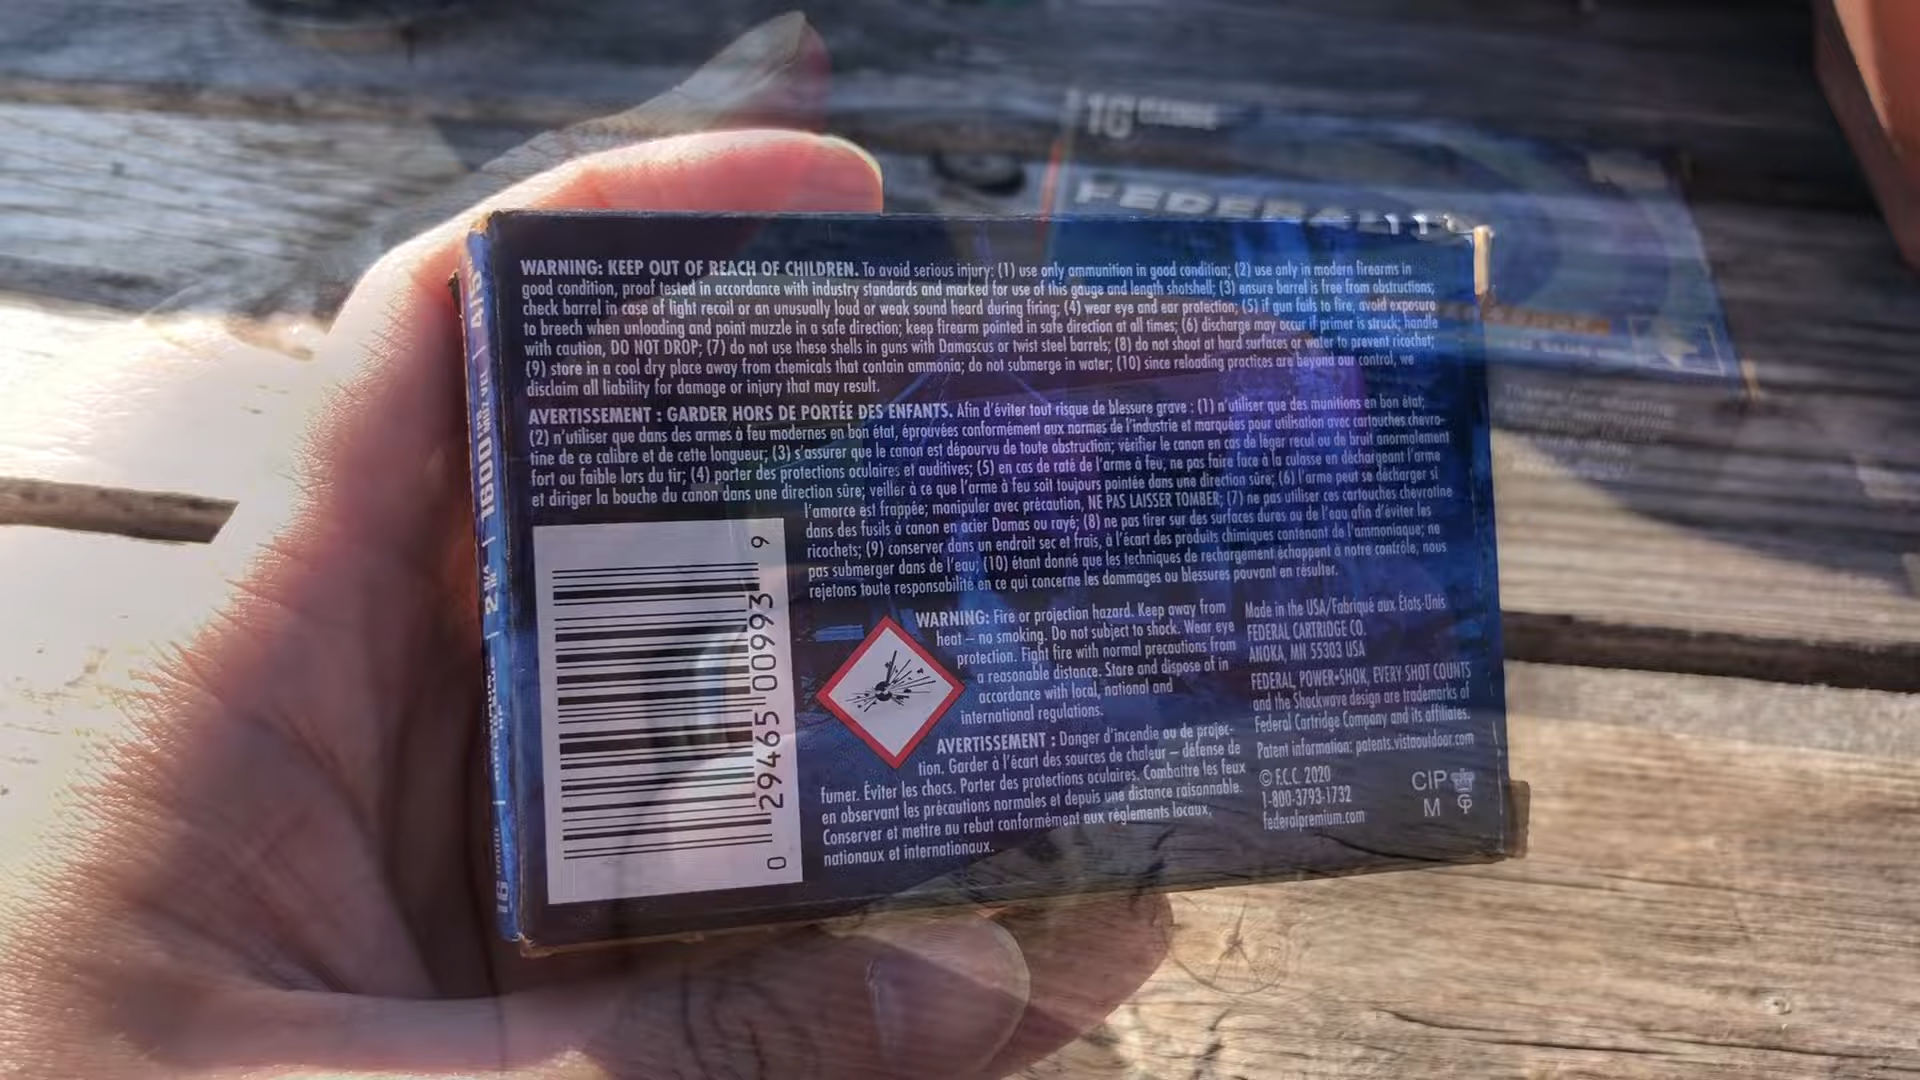 16 GAUGE
FEDERAL
WARNING: KEEP OUT OF REACH OF CHILDREN. To avoid serious injury: (1) use only ammunition in good condition; (2) use only in modern firearms in
good condition, proof tested in accordance with industry standards and marked for use of this gauge and length shotshell; (3) ensure barrel is free from obstructions;
check barrel in case of light recoil or an unusually loud or weak sound heard during firing; (4) wear eye and ear protection; (5) if gun fails to fire, avoid exposure
to breech when unloading and point muzzle in a safe direction; keep firearm pointed in safe direction at all times; (6) discharge may occur if primer is struck; handle
with caution, DO NOT DROP; (7) do not use these shells in guns with Damascus or twist steel barrels; (8) do not shoot at hard surfaces or water to prevent ricochet;
(9) store in a cool dry place away from chemicals that contain ammonia; do not submerge in water; (10) since reloading practices are beyond our control, we
disclaim all liability for damage or injury that may result.
AVERTISSEMENT : GARDER HORS DE PORTÉE DES ENFANTS. Afin d'éviter tout risque de blessure grave : (1) n'utiliser que des munitions en bon état;
(2) n'utiliser que dans des armes à feu modernes en bon état, éprouvées conformément aux normes de l'industrie et marquées pour utilisation avec cartouches chevro-
tine de ce calibre et de cette longueur; (3) s'assurer que le canon est dépourvu de toute obstruction; vérifier le canon en cas de léger recul ou de bruit anormalement
fort ou faible lors du tir; (4) porter des protections oculaires et auditives; (5) en cas de raté de l'arme à feu, ne pas faire face à la culasse en déchargeant l'arme
et diriger la bouche du canon dans une direction sûre; veiller à ce que l'arme à feu soit toujours pointée dans une direction sûre; (6) l'arme peut se décharger si
l'amorce est frappée; manipuler avec précaution, NE PAS LAISSER TOMBER; (7) ne pas utiliser ces cartouches chevrotine
dans des fusils à canon en acier Damas ou rayé; (8) ne pas tirer sur des surfaces dures ou de l'eau afin d'éviter les
ricochets; (9) conserver dans un endroit sec et frais, à l'écart des produits chimiques contenant de l'ammoniaque; ne
pas submerger dans de l'eau; (10) étant donné que les techniques de rechargement échappent à notre contrôle, nous
rejetons toute responsabilité en ce qui concerne les dommages ou blessures pouvant en résulter.
0 29465 00993 9
WARNING: Fire or projection hazard. Keep away from
heat – no smoking. Do not subject to shock. Wear eye
protection. Fight fire with normal precautions from
a reasonable distance. Store and dispose of in
accordance with local, national and
international regulations.
AVERTISSEMENT : Danger d'incendie ou de projec-
tion. Garder à l'écart des sources de chaleur – défense de
fumer. Éviter les chocs. Porter des protections oculaires. Combattre les feux
en observant les précautions normales et depuis une distance raisonnable.
Conserver et mettre au rebut conformément aux règlements locaux,
nationaux et internationaux.
Made in the USA/Fabriqué aux États-Unis
FEDERAL CARTRIDGE CO.
ANOKA, MN 55303 USA
FEDERAL, POWER•SHOK, EVERY SHOT COUNTS
and the Shockwave design are trademarks of
Federal Cartridge Company and its affiliates.
Patent information: patents.vistaoutdoor.com
© F.C.C. 2020
1-800-3793-1732
federalpremium.com
CIP
M
16 GAUGE | 2 3/4 IN | 1600 | 4/5